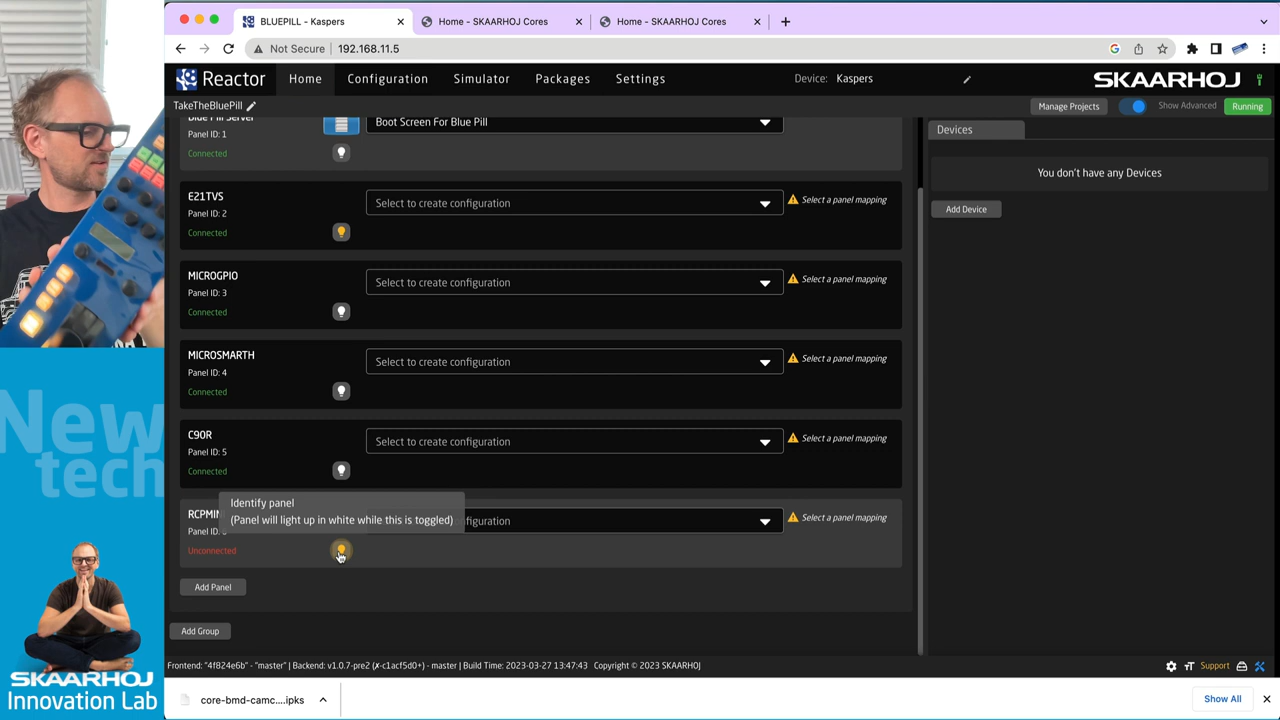 BLUEPILL - Kaspers
Home - SKAARHOJ Cores
Home - SKAARHOJ Cores
Not Secure
192.168.11.5
Reactor
Home
Configuration
Simulator
Packages
Settings
Device:
Kaspers
SKAARHOJ
TakeTheBluePill
Manage Projects
Show Advanced
Running
Blue Pill Server
Panel ID: 1
Connected
Boot Screen For Blue Pill
E21TVS
Panel ID: 2
Connected
Select to create configuration
Select a panel mapping
MICROGPIO
Panel ID: 3
Connected
Select to create configuration
Select a panel mapping
MICROSMARTH
Panel ID: 4
Connected
Select to create configuration
Select a panel mapping
C90R
Panel ID: 5
Connected
Select to create configuration
Select a panel mapping
Identify panel
(Panel will light up in white while this is toggled)
RCPMIN
Panel ID:
Unconnected
figuration
Select a panel mapping
Add Panel
Add Group
Devices
You don't have any Devices
Add Device
Frontend: "4f824e6b" - "master" | Backend: v1.0.7-pre2 (✗-c1acf5d0+) - master | Build Time: 2023-03-27 13:47:43 Copyright © 2023 SKAARHOJ
Support
core-bmd-camc....ipks
Show All
New
tech
SKAARHOJ
Innovation Lab